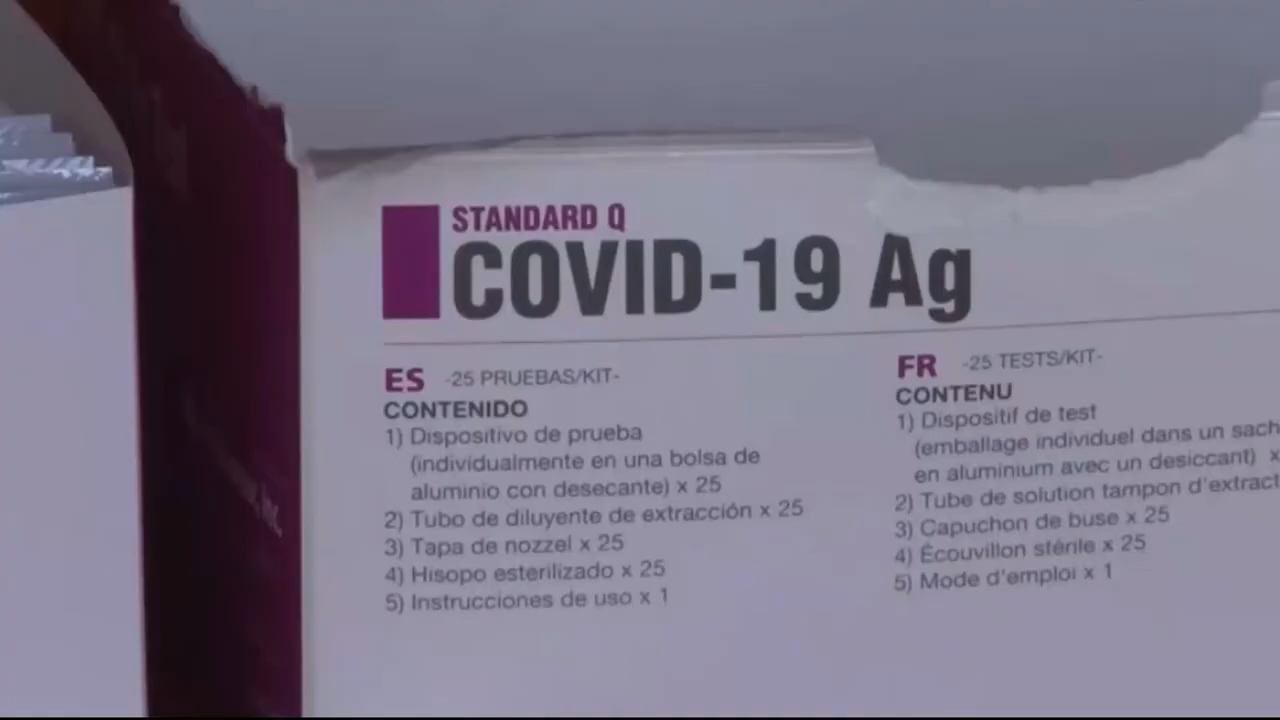 STANDARD Q
COVID-19 Ag
ES -25 PRUEBAS/KIT-
CONTENIDO
1) Dispositivo de prueba
(individualmente en una bolsa de
aluminio con desecante) x 25
2) Tubo de diluyente de extracción x 25
3) Tapa de nozzel x 25
4) Hisopo esterilizado x 25
5) Instrucciones de uso x 1
FR -25 TESTS/KIT-
CONTENU
1) Dispositif de test
(emballage individuel dans un sach
en aluminium avec un desiccant) x
2) Tube de solution tampon d'extract
3) Capuchon de buse x 25
4) Écouvillon stérile x 25
5) Mode d'emploi x 1